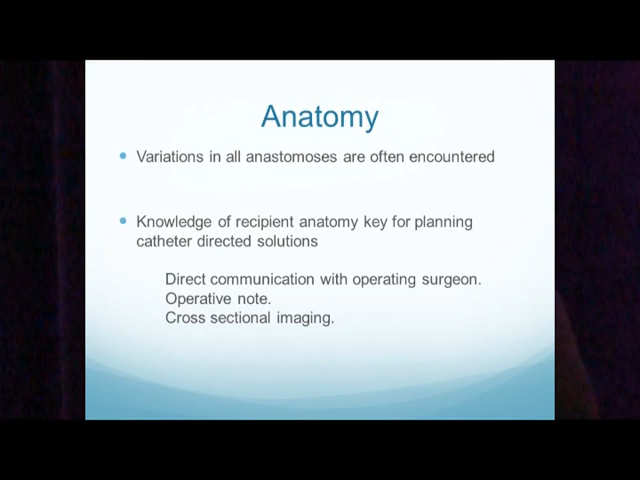 Anatomy
Variations in all anastomoses are often encountered
Knowledge of recipient anatomy key for planning
catheter directed solutions
Direct communication with operating surgeon.
Operative note.
Cross sectional imaging.